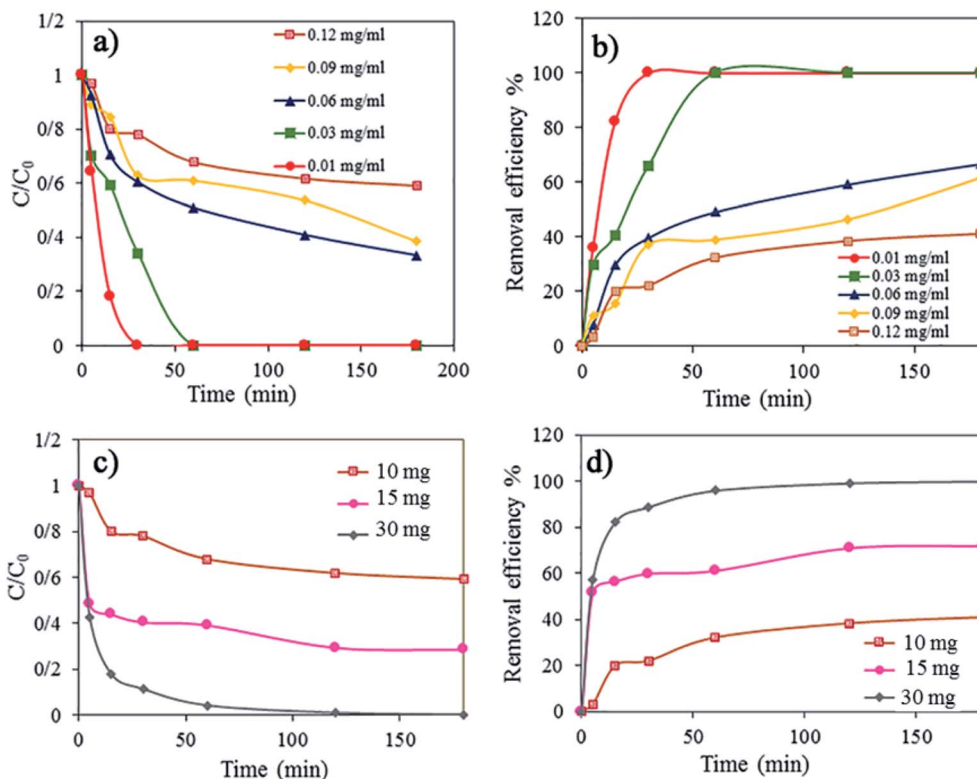 a)
1/2
1
0/8
0/6
0/4
0/2
0
C/C0
0 50 100 150 200
Time (min)
0.12 mg/ml
0.09 mg/ml
0.06 mg/ml
0.03 mg/ml
0.01 mg/ml
b)
120
100
80
60
40
20
0
Removal efficiency %
0 50 100 150
Time (min)
0.01 mg/ml
0.03 mg/ml
0.06 mg/ml
0.09 mg/ml
0.12 mg/ml
c)
1/2
1
0/8
0/6
0/4
0/2
0
C/C0
0 50 100 150
Time (min)
10 mg
15 mg
30 mg
d)
120
100
80
60
40
20
0
Removal efficiency %
0 50 100 150
Time (min)
10 mg
15 mg
30 mg